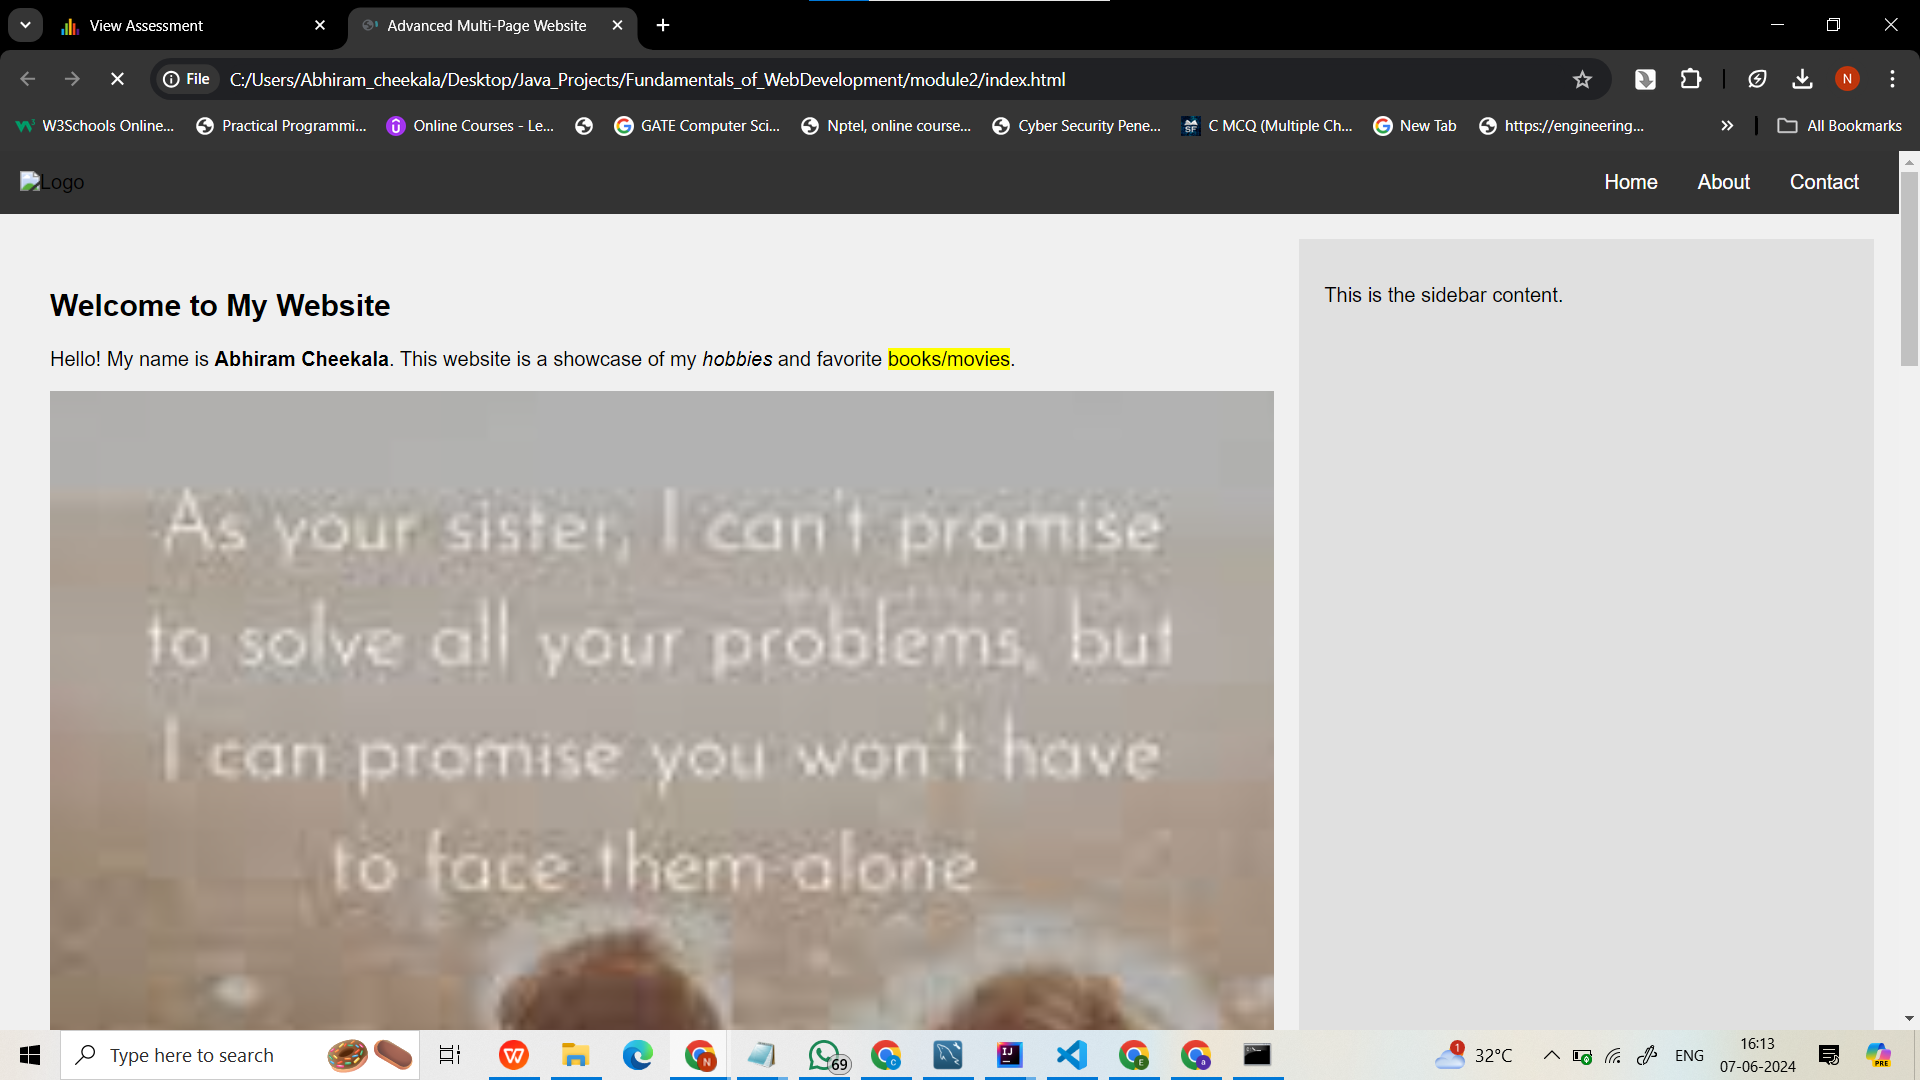 View Assessment
Advanced Multi-Page Website
File
C:/Users/Abhiram_cheekala/Desktop/Java_Projects/Fundamentals_of_WebDevelopment/module2/index.html
N
W3Schools Online...
Practical Programmi...
Online Courses - Le...
GATE Computer Sci...
Nptel, online course...
Cyber Security Pene...
C MCQ (Multiple Ch...
New Tab
https://engineering...
All Bookmarks
Logo
Home
About
Contact
Welcome to My Website
This is the sidebar content.
Hello! My name is Abhiram Cheekala. This website is a showcase of my hobbies and favorite books/movies.
As your sister, I can't promise
to solve all your problems, but
I can promise you won't have
to face them alone
Type here to search
69
1
32°C
ENG
16:13
07-06-2024
PRE